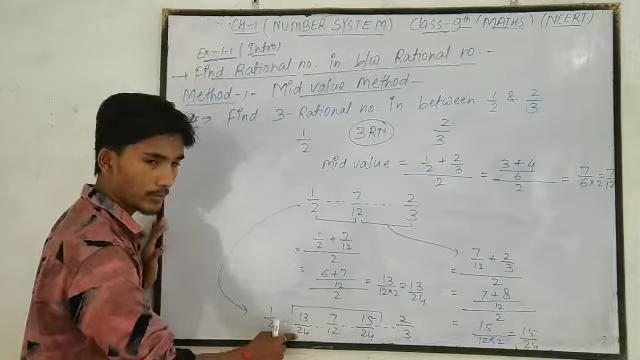 CH-1 (NUMBER SYSTEM) Class-9th (MATHS) (NCERT)
Ex-1.1 (Intro)
→ Find Rational no. in b/w Rational no. -
Method-1- Mid value Method-
→ Find 3-Rational no. in between 1/2 & 2/3
1/2 3 RN 2/3
mid value = (1/2 + 2/3)/2 = ((3+4)/6)/2 = 7/(6×2) = 7/12
1/2 --- 7/12 ---- 2/3
= (1/2 + 7/12)/2
= ((6+7)/12)/2 = 13/(12×2) = 13/24
= (7/12 + 2/3)/2
= ((7+8)/12)/2
= 15/(12×2) = 15/24
1/2 13/24 -- 7/12 -- 15/24 --- 2/3